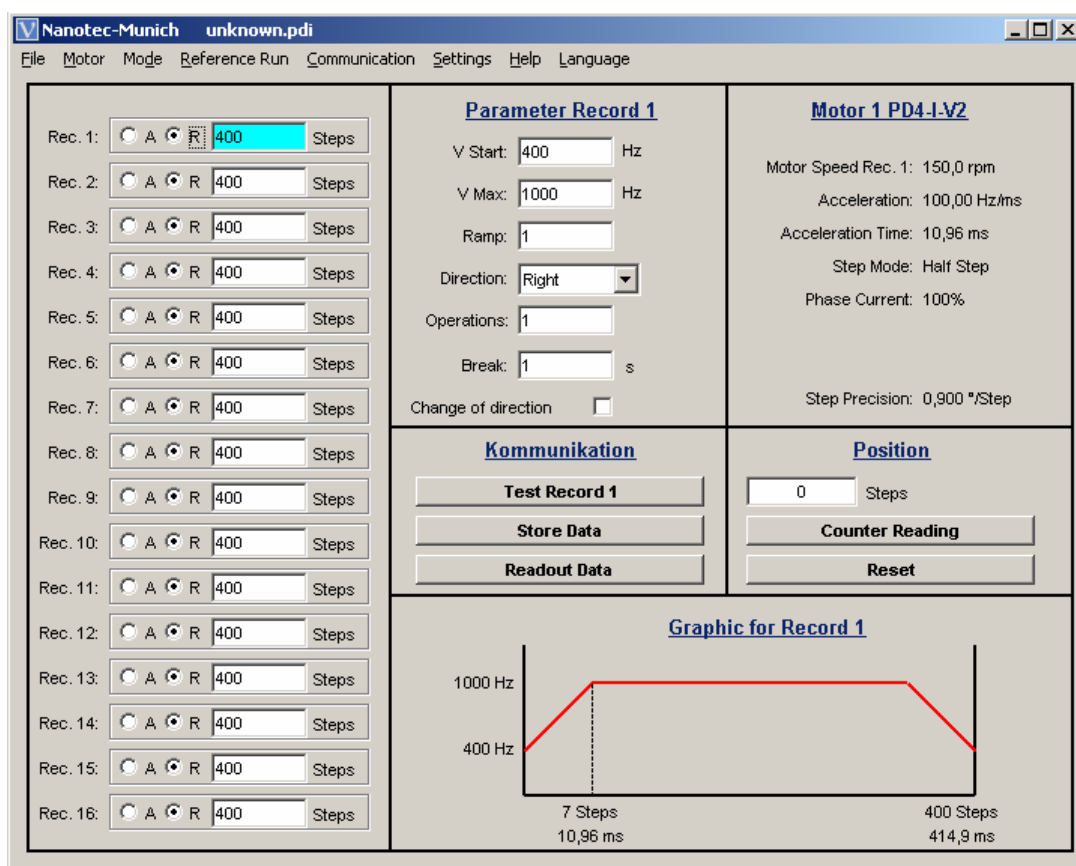 Nanotec-Munich unknown.pdi
File Motor Mode Reference Run Communication Settings Help Language
Rec. 1: A R 400 Steps
Rec. 2: A R 400 Steps
Rec. 3: A R 400 Steps
Rec. 4: A R 400 Steps
Rec. 5: A R 400 Steps
Rec. 6: A R 400 Steps
Rec. 7: A R 400 Steps
Rec. 8: A R 400 Steps
Rec. 9: A R 400 Steps
Rec. 10: A R 400 Steps
Rec. 11: A R 400 Steps
Rec. 12: A R 400 Steps
Rec. 13: A R 400 Steps
Rec. 14: A R 400 Steps
Rec. 15: A R 400 Steps
Rec. 16: A R 400 Steps
Parameter Record 1
V Start: 400 Hz
V Max: 1000 Hz
Ramp: 1
Direction: Right
Operations: 1
Break: 1 s
Change of direction
Motor 1 PD4-I-V2
Motor Speed Rec. 1: 150,0 rpm
Acceleration: 100,00 Hz/ms
Acceleration Time: 10,96 ms
Step Mode: Half Step
Phase Current: 100%
Step Precision: 0,900 °/Step
Kommunikation
Test Record 1
Store Data
Readout Data
Position
0 Steps
Counter Reading
Reset
Graphic for Record 1
1000 Hz
400 Hz
7 Steps 400 Steps
10,96 ms 414,9 ms